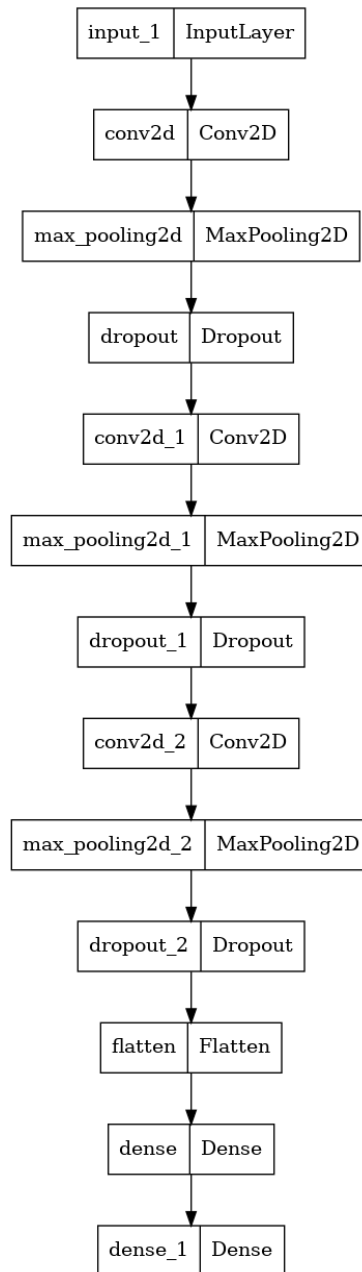 input_1 InputLayer
conv2d Conv2D
max_pooling2d MaxPooling2D
dropout Dropout
conv2d_1 Conv2D
max_pooling2d_1 MaxPooling2D
dropout_1 Dropout
conv2d_2 Conv2D
max_pooling2d_2 MaxPooling2D
dropout_2 Dropout
flatten Flatten
dense Dense
dense_1 Dense